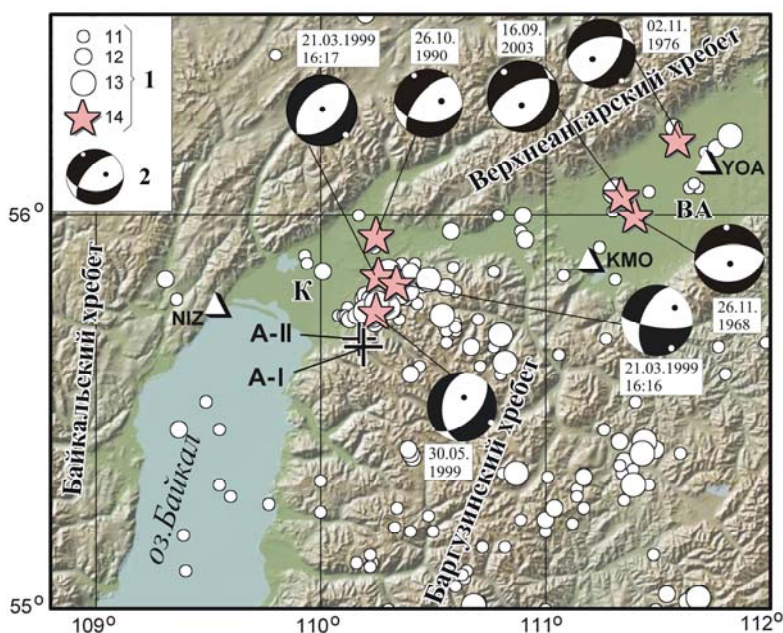 11
12
13
14
1
2
21.03.1999
16:17
26.10.
1990
16.09.
2003
02.11.
1976
Верхнеангарский хребет
YOA
56°
ВА
KMO
К
NIZ
Байкальский хребет
А-II
А-I
26.11.
1968
21.03.1999
16:16
30.05.
1999
оз.Байкал
Баргузинский хребет
55°
109°
110°
111°
112°